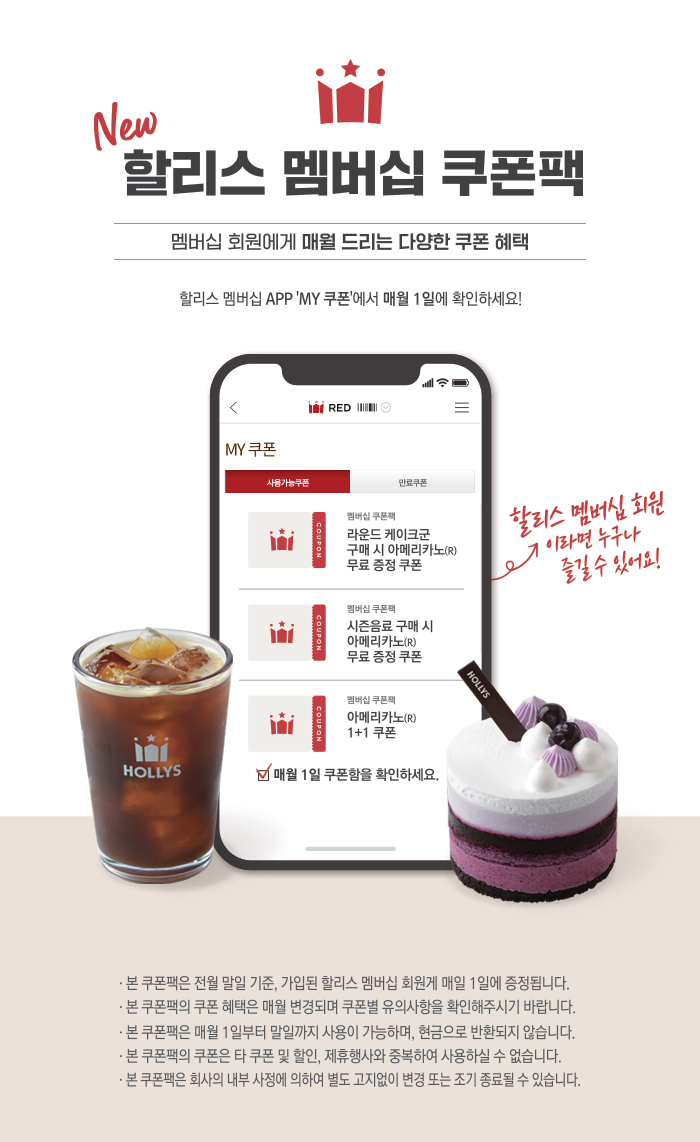 New
할리스 멤버십 쿠폰팩
멤버십 회원에게 매월 드리는 다양한 쿠폰 혜택
할리스 멤버십 APP 'MY 쿠폰'에서 매월 1일에 확인하세요!
RED
MY 쿠폰
사용가능쿠폰 만료쿠폰
COUPON
멤버십 쿠폰팩
라운드 케이크군
구매 시 아메리카노(R)
무료 증정 쿠폰
할리스 멤버십 회원
이라면 누구나
즐길 수 있어요!
COUPON
멤버십 쿠폰팩
시즌음료 구매 시
아메리카노(R)
무료 증정 쿠폰
COUPON
멤버십 쿠폰팩
아메리카노(R)
1+1 쿠폰
매월 1일 쿠폰함을 확인하세요.
HOLLYS
HOLLYS
· 본 쿠폰팩은 전월 말일 기준, 가입된 할리스 멤버십 회원게 매일 1일에 증정됩니다.
· 본 쿠폰팩의 쿠폰 혜택은 매월 변경되며 쿠폰별 유의사항을 확인해주시기 바랍니다.
· 본 쿠폰팩은 매월 1일부터 말일까지 사용이 가능하며, 현금으로 반환되지 않습니다.
· 본 쿠폰팩의 쿠폰은 타 쿠폰 및 할인, 제휴행사와 중복하여 사용하실 수 없습니다.
· 본 쿠폰팩은 회사의 내부 사정에 의하여 별도 고지없이 변경 또는 조기 종료될 수 있습니다.